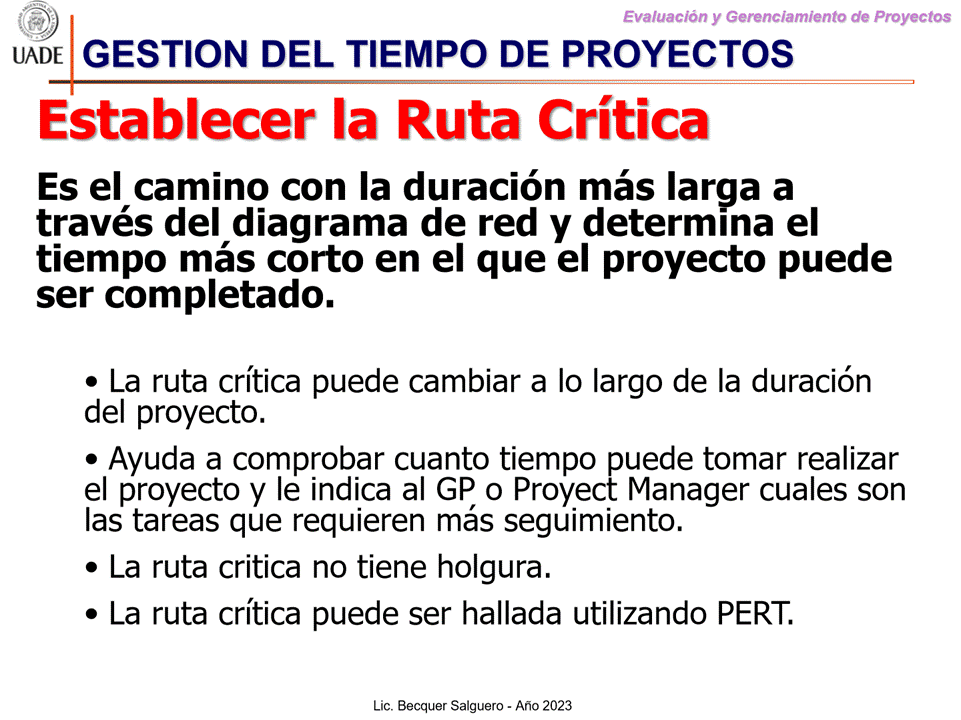 Evaluación y Gerenciamiento de Proyectos
UADE
GESTION DEL TIEMPO DE PROYECTOS
Establecer la Ruta Crítica
Es el camino con la duración más larga a
través del diagrama de red y determina el
tiempo más corto en el que el proyecto puede
ser completado.
• La ruta crítica puede cambiar a lo largo de la duración
del proyecto.
• Ayuda a comprobar cuanto tiempo puede tomar realizar
el proyecto y le indica al GP o Proyect Manager cuales son
las tareas que requieren más seguimiento.
• La ruta critica no tiene holgura.
• La ruta crítica puede ser hallada utilizando PERT.
Lic. Becquer Salguero - Año 2023